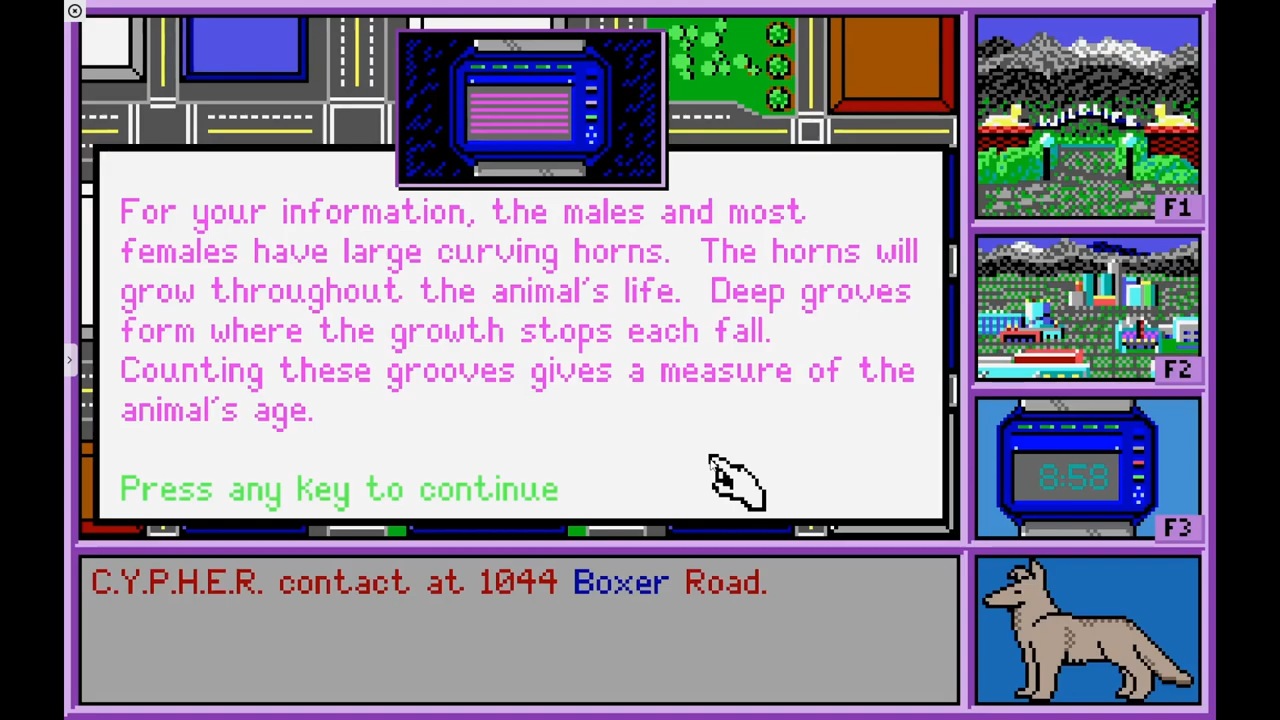 WILDLIFE
For your information, the males and most
females have large curving horns.  The horns will
grow throughout the animal's life.  Deep groves
form where the growth stops each fall.
Counting these grooves gives a measure of the
animal's age.
Press any key to continue
F1
F2
8:58
F3
C.Y.P.H.E.R. contact at 1044 Boxer Road.